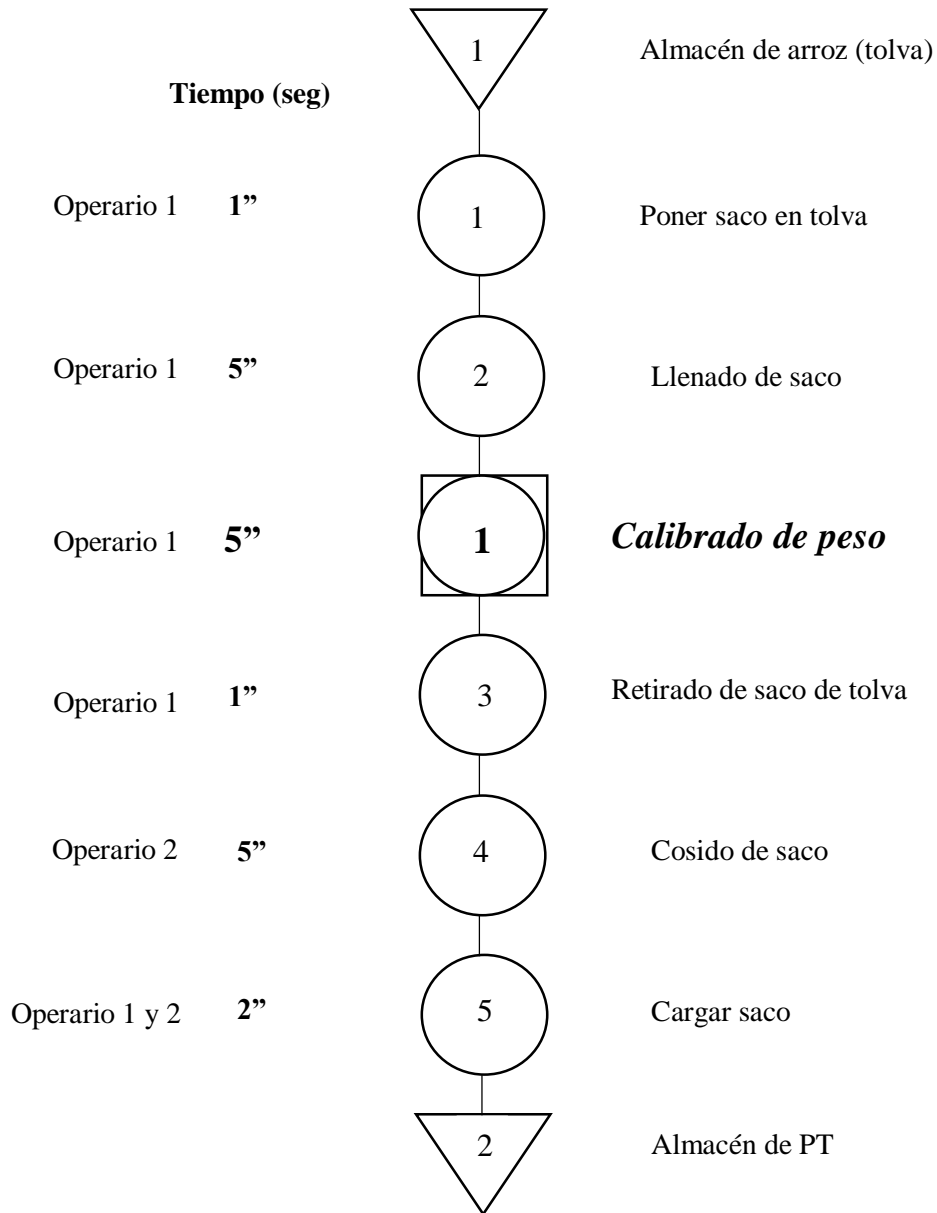 1 Almacén de arroz (tolva)
Tiempo (seg)
Operario 1 1” 1 Poner saco en tolva
Operario 1 5” 2 Llenado de saco
Operario 1 5” 1 Calibrado de peso
Operario 1 1” 3 Retirado de saco de tolva
Operario 2 5” 4 Cosido de saco
Operario 1 y 2 2” 5 Cargar saco
2 Almacén de PT